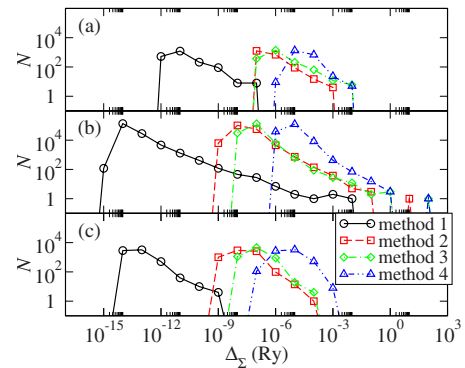 (a)
N
10^4
10^2
1
(b)
N
10^4
10^2
1
(c)
N
10^4
10^2
1
method 1
method 2
method 3
method 4
10^-15 10^-12 10^-9 10^-6 10^-3 10^0 10^3
Δ_Σ (Ry)